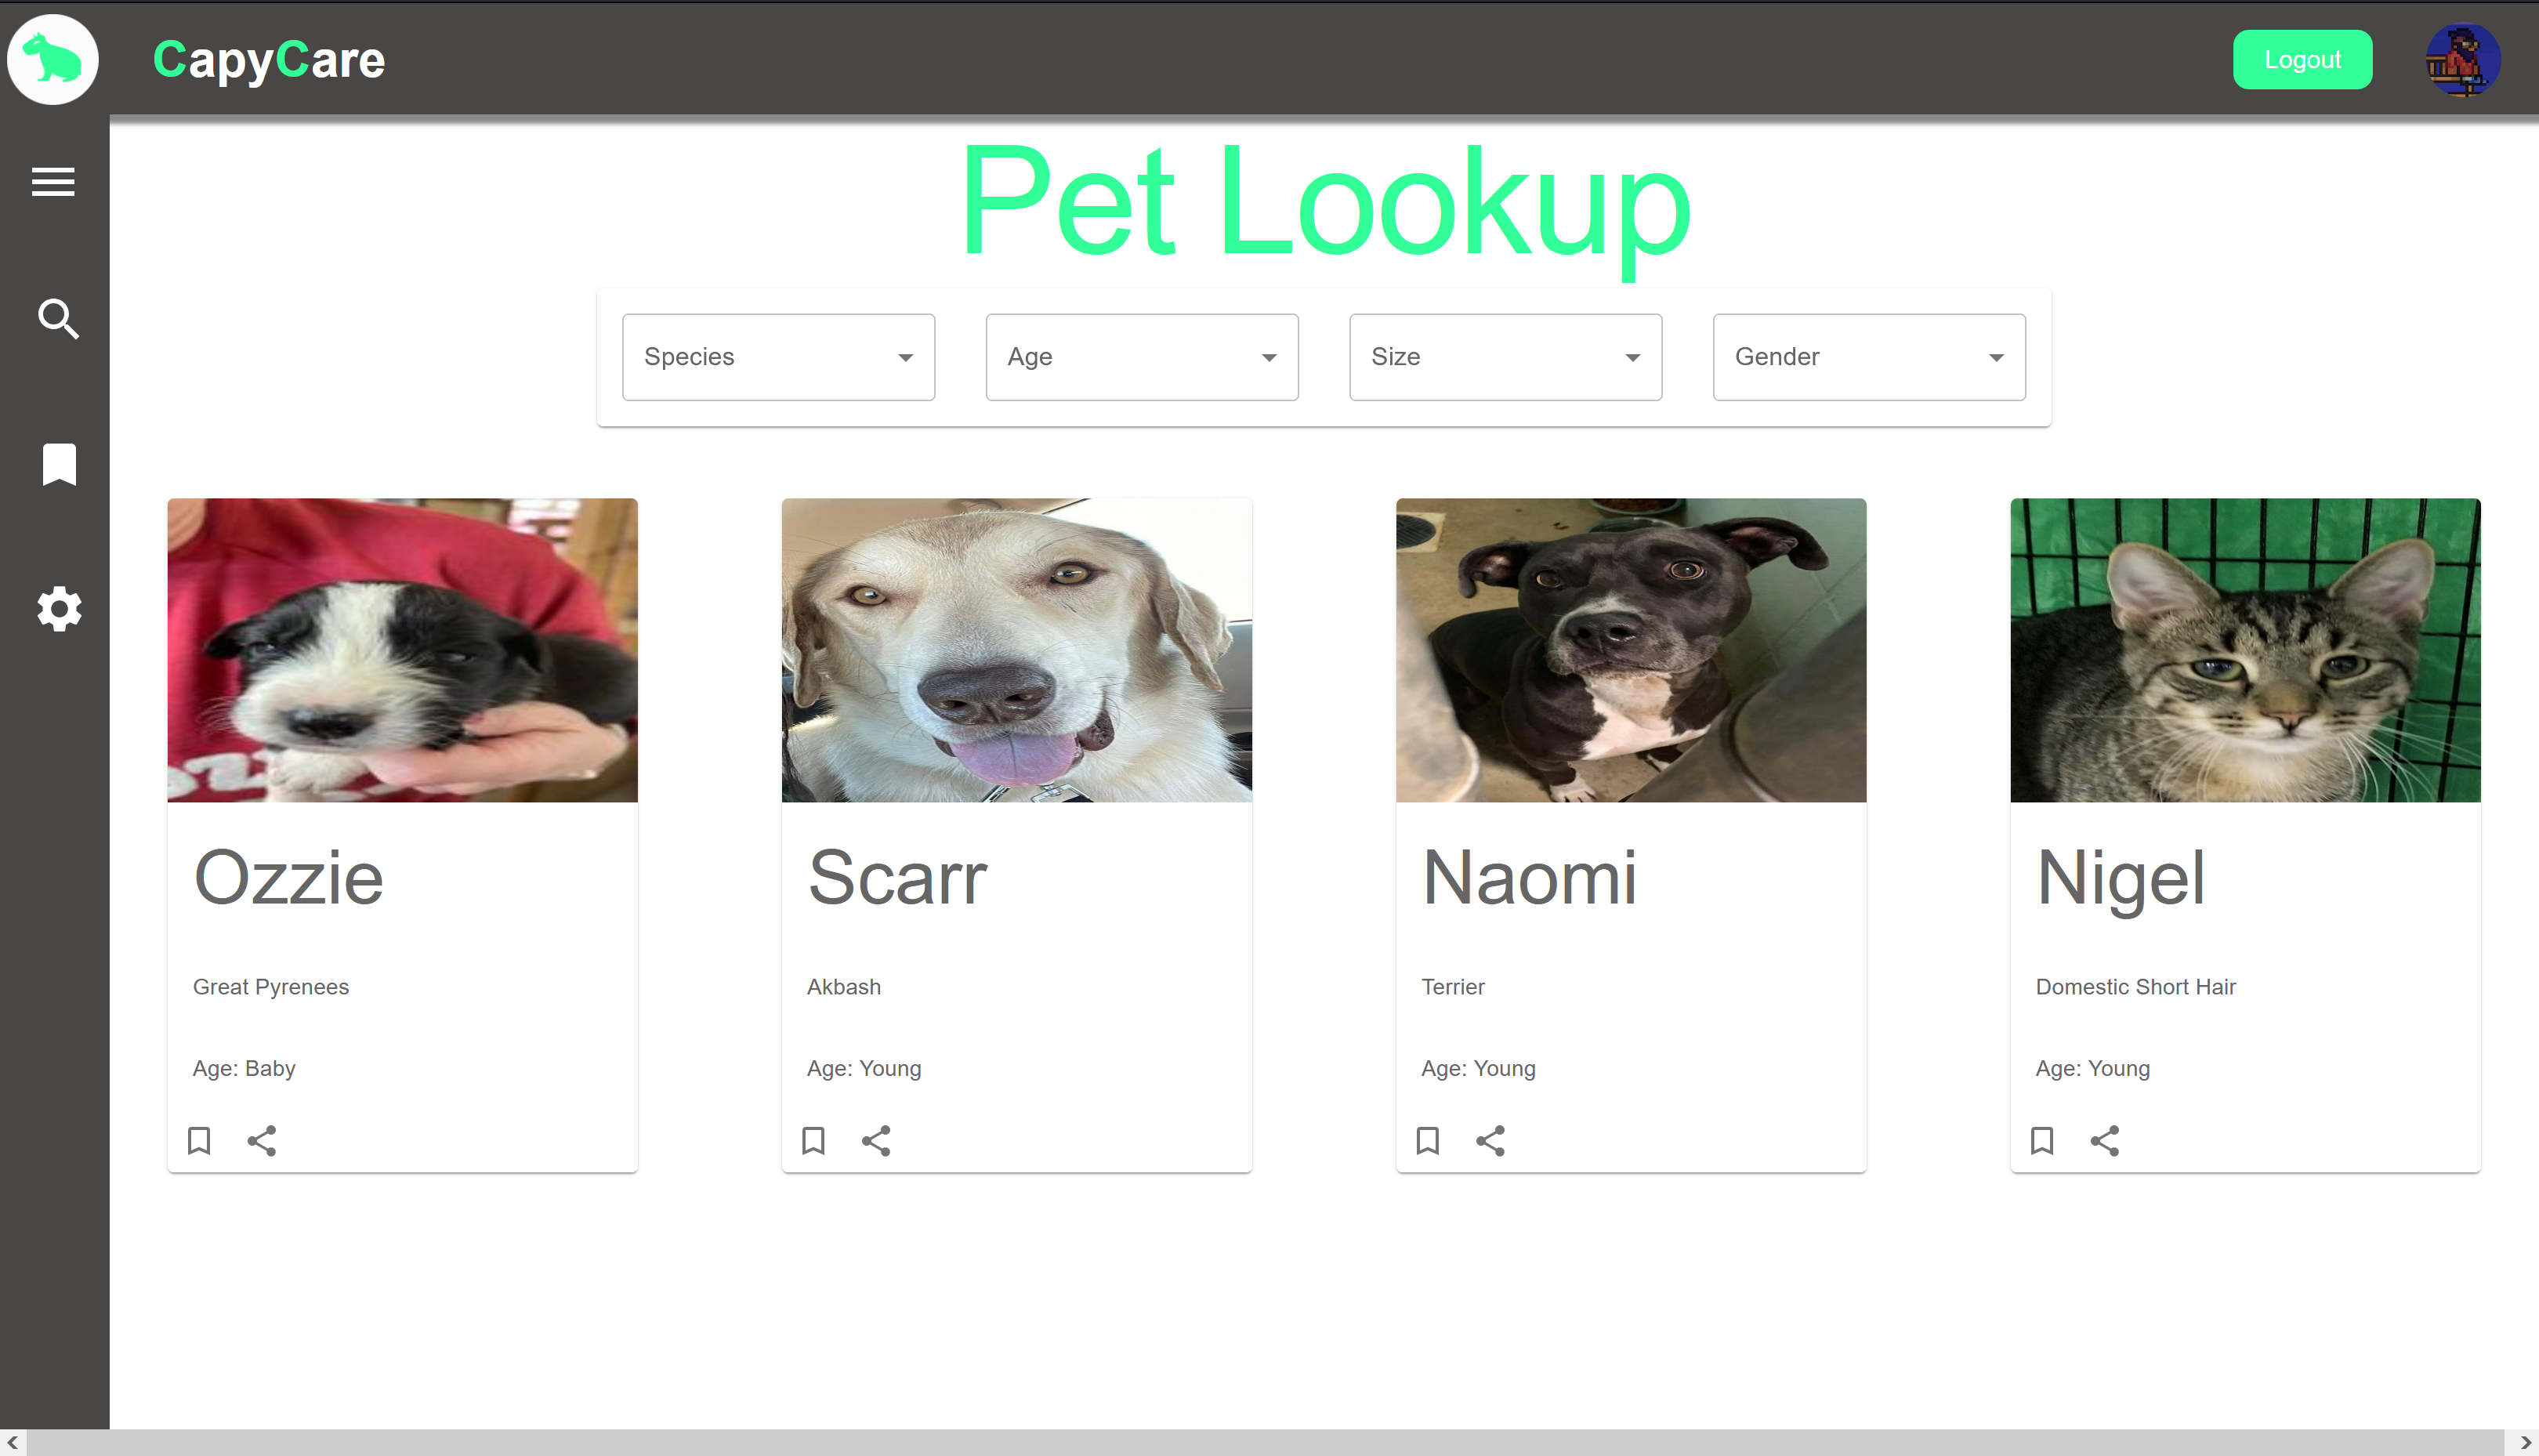 CapyCare
Logout
Pet Lookup
Species
Age
Size
Gender
Ozzie
Great Pyrenees
Age: Baby
Scarr
Akbash
Age: Young
Naomi
Terrier
Age: Young
Nigel
Domestic Short Hair
Age: Young